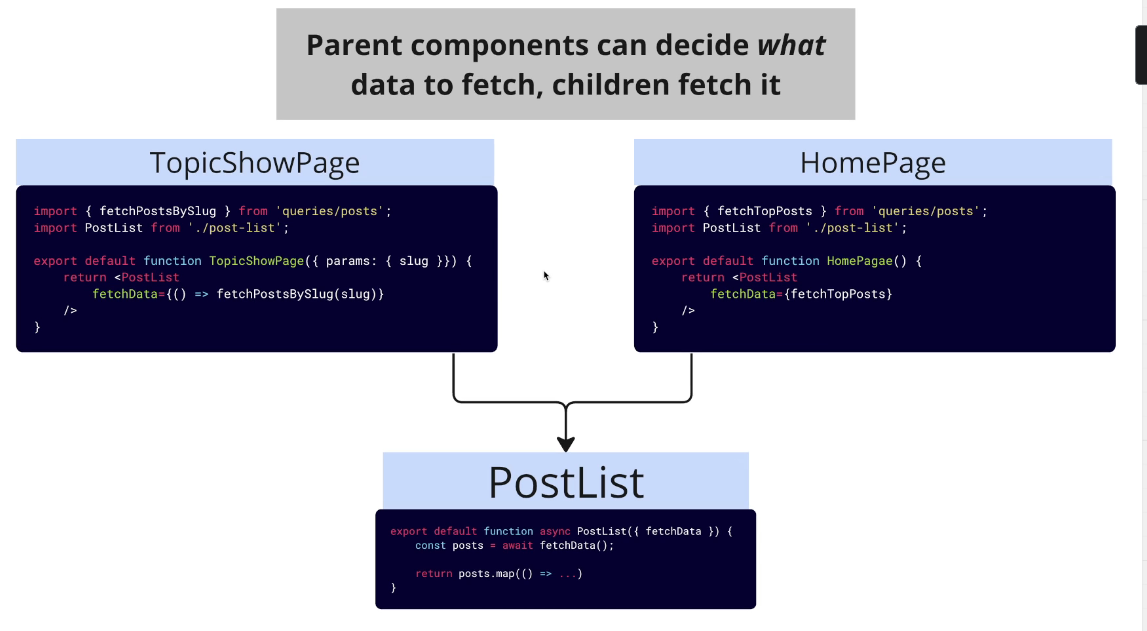 Parent components can decide what
data to fetch, children fetch it
TopicShowPage
import { fetchPostsBySlug } from 'queries/posts';
import PostList from './post-list';
export default function TopicShowPage({ params: { slug }}) {
return <PostList
fetchData={() => fetchPostsBySlug(slug)}
/>
}
HomePage
import { fetchTopPosts } from 'queries/posts';
import PostList from './post-list';
export default function HomePagae() {
return <PostList
fetchData={fetchTopPosts}
/>
}
PostList
export default function async PostList({ fetchData }) {
const posts = await fetchData();
return posts.map(() => ...)
}